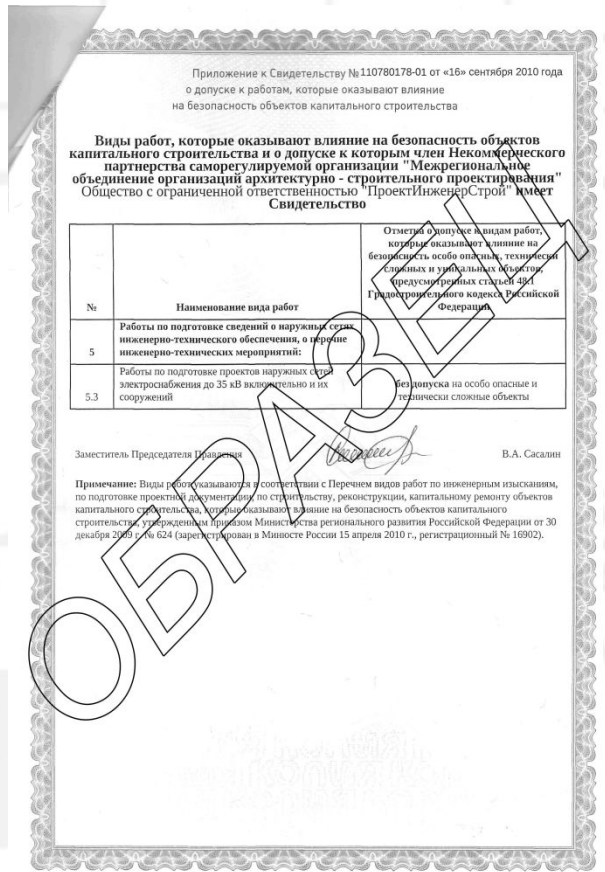 Приложение к Свидетельству № 110780178-01 от «16» сентября 2010 года
о допуске к работам, которые оказывают влияние
на безопасность объектов капитального строительства
Виды работ, которые оказывают влияние на безопасность объектов
капитального строительства и о допуске к которым член Некоммерческого
партнерства саморегулируемой организации "Межрегиональное
объединение организаций архитектурно - строительного проектирования"
Общество с ограниченной ответственностью "ПроектИнженерСтрой" имеет
Свидетельство
№
Наименование вида работ
Отметка о допуске к видам работ,
которые оказывают влияние на
безопасность особо опасных, технически
сложных и уникальных объектов,
предусмотренных статьей 48.1
Градостроительного кодекса Российской
Федерации
5
Работы по подготовке сведений о наружных сетях
инженерно-технического обеспечения, о перечне
инженерно-технических мероприятий:
5.3
Работы по подготовке проектов наружных сетей
электроснабжения до 35 кВ включительно и их
сооружений
без допуска на особо опасные и
технически сложные объекты
Заместитель Председателя Правления
В.А. Сасалин
Примечание: Виды работ указываются в соответствии с Перечнем видов работ по инженерным изысканиям,
по подготовке проектной документации, по строительству, реконструкции, капитальному ремонту объектов
капитального строительства, которые оказывают влияние на безопасность объектов капитального
строительства, утвержденным приказом Министерства регионального развития Российской Федерации от 30
декабря 2009 г. № 624 (зарегистрирован в Минюсте России 15 апреля 2010 г., регистрационный № 16902).
ОБРАЗЕЦ